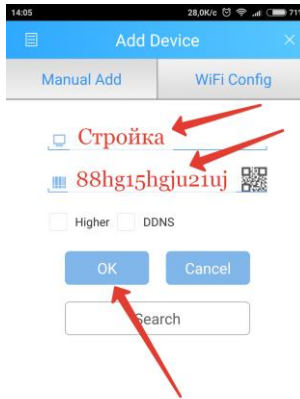 14:05 28,0K/c 71%
Add Device
Manual Add WiFi Config
Стройка
88hg15hgju21uj
Higher DDNS
OK Cancel
Search